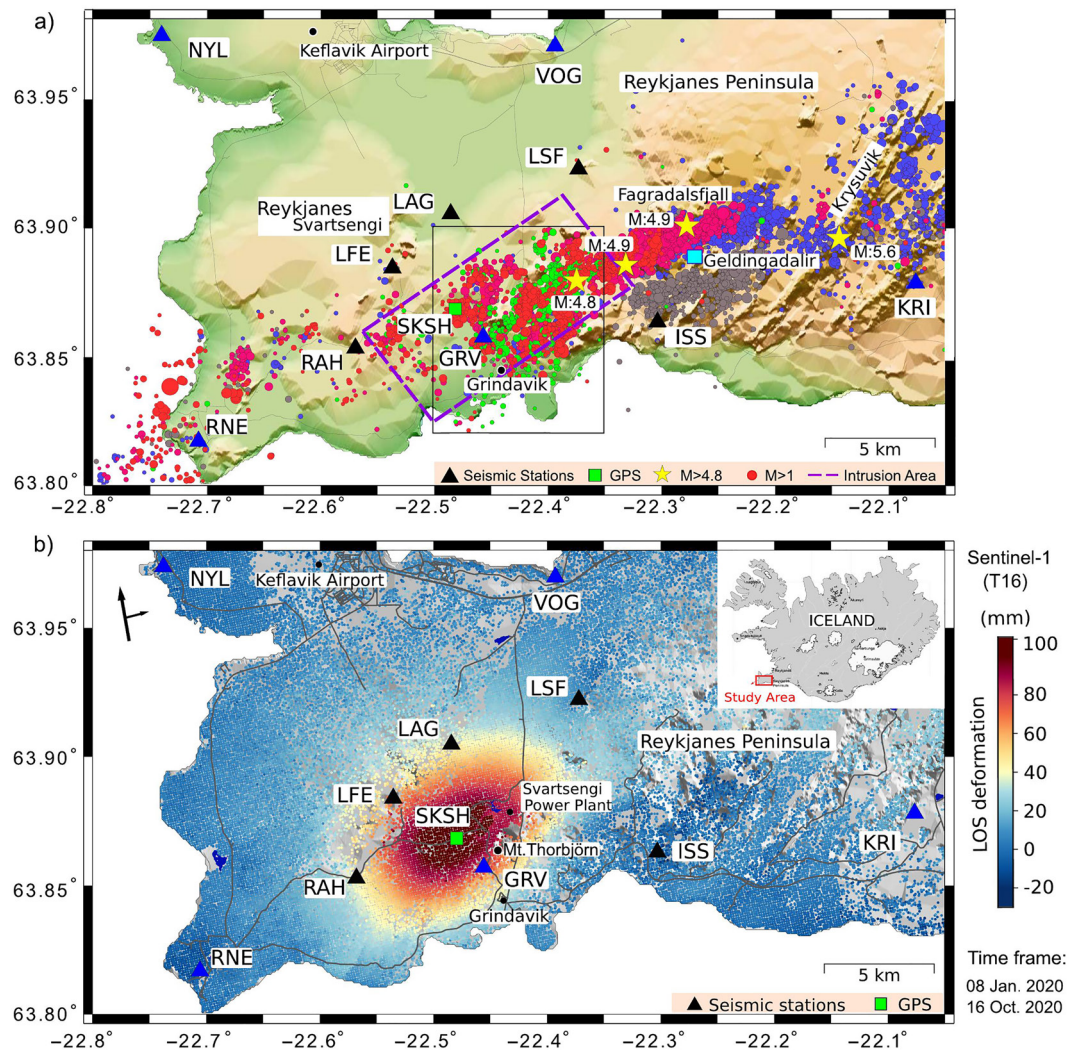 a)
NYL
Keflavik Airport
VOG
Reykjanes Peninsula
63.95°
LSF
Krysuvik
Fagradalsfjall
LAG
Reykjanes
Svartsengi
63.90°
M:4.9
M:4.9
LFE
Geldingadalir
M:5.6
M:4.8
SKSH
KRI
ISS
RAH
GRV
63.85°
Grindavik
RNE
5 km
Seismic Stations GPS M>4.8 M>1 Intrusion Area
63.80°
−22.8° −22.7° −22.6° −22.5° −22.4° −22.3° −22.2° −22.1°
b)
NYL
Keflavik Airport
VOG
ICELAND
Study Area
Sentinel-1
(T16)
(mm)
63.95°
LSF
LAG
Reykjanes Peninsula
63.90°
LFE
Svartsengi
Power Plant
SKSH
Mt.Thorbjörn
ISS
KRI
RAH
GRV
63.85°
Grindavik
RNE
5 km
Seismic stations GPS
63.80°
−22.8° −22.7° −22.6° −22.5° −22.4° −22.3° −22.2° −22.1°
100
80
60
40
20
0
−20
LOS deformation
Time frame:
08 Jan. 2020
16 Oct. 2020